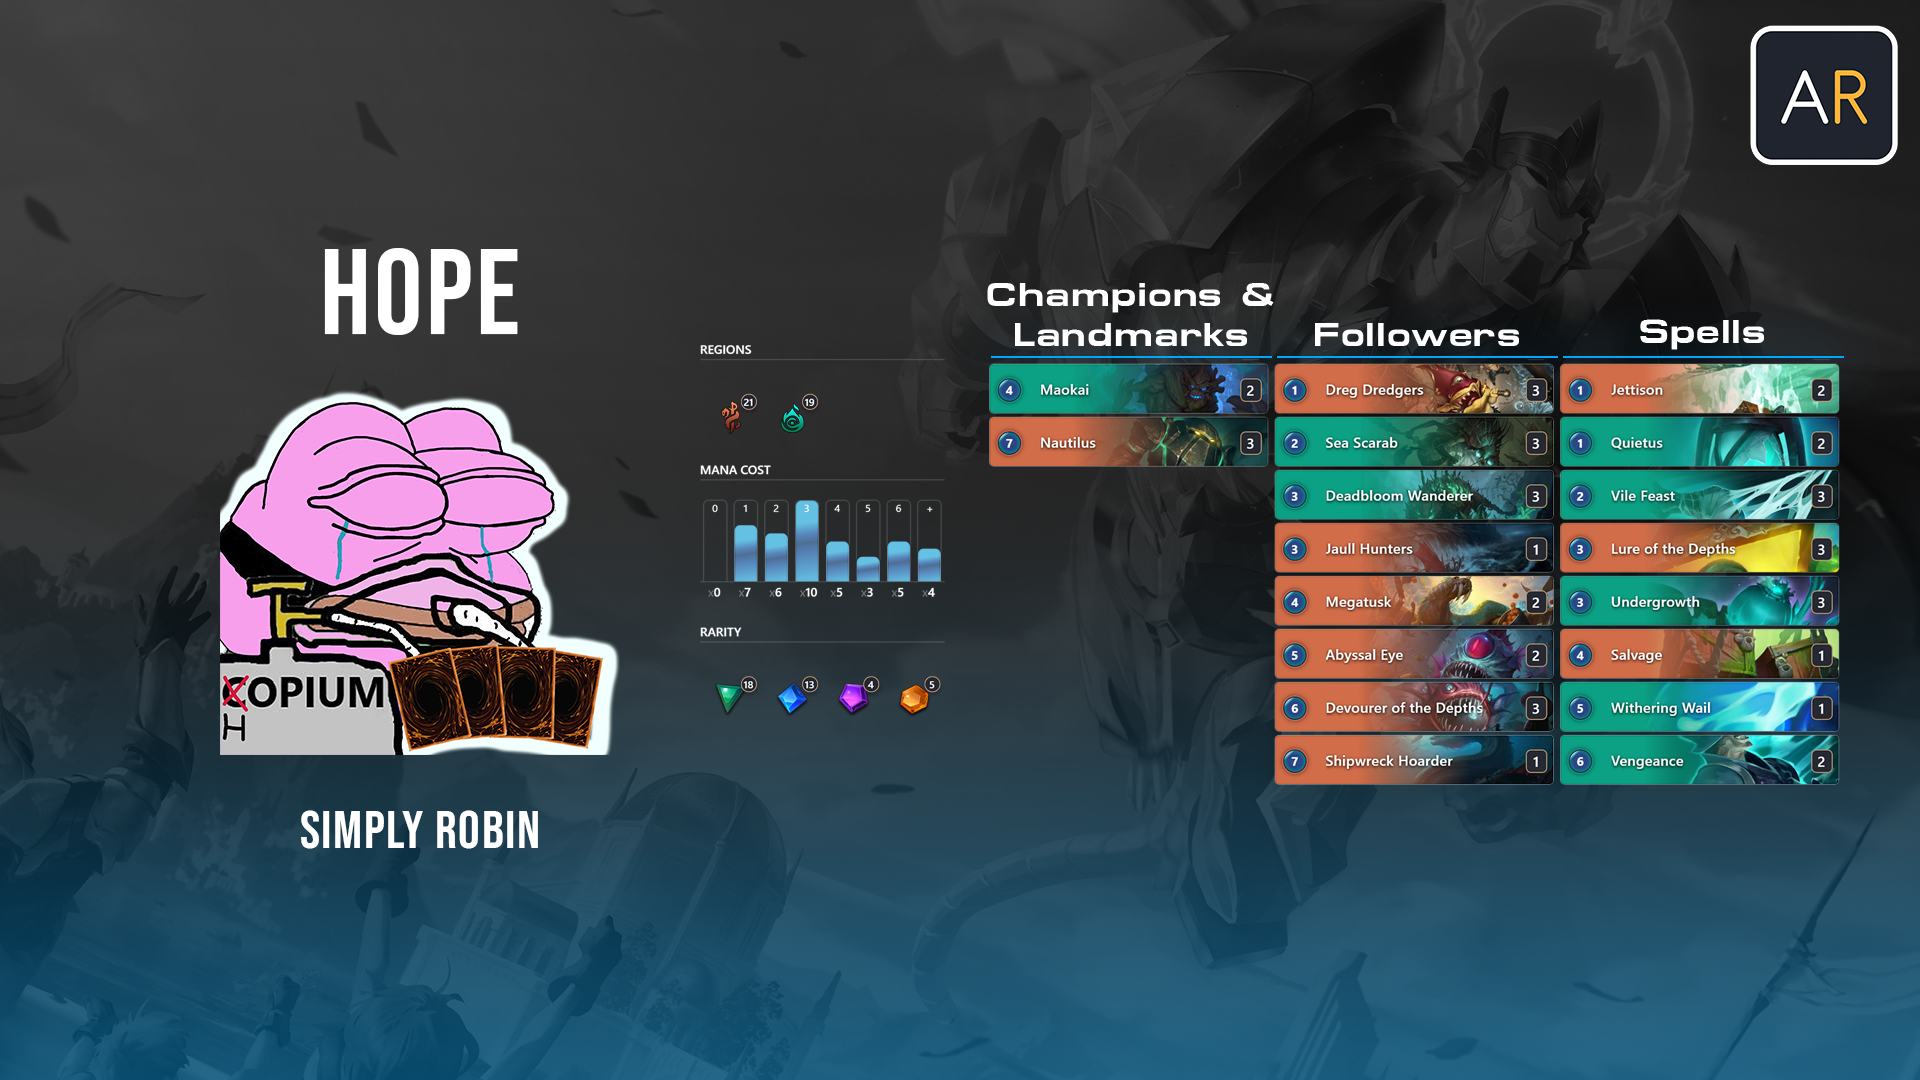 AR
HOPE
COPIUM
H
SIMPLY ROBIN
REGIONS
21 19
MANA COST
0 1 2 3 4 5 6 +
x0 x7 x6 x10 x5 x3 x5 x4
RARITY
18 13 4 5
Champions &
Landmarks
4 Maokai 2
7 Nautilus 3
Followers
1 Dreg Dredgers 3
2 Sea Scarab 3
3 Deadbloom Wanderer 3
3 Jaull Hunters 1
4 Megatusk 2
5 Abyssal Eye 2
6 Devourer of the Depths 3
7 Shipwreck Hoarder 1
Spells
1 Jettison 2
1 Quietus 2
2 Vile Feast 3
3 Lure of the Depths 3
3 Undergrowth 3
4 Salvage 1
5 Withering Wail 1
6 Vengeance 2